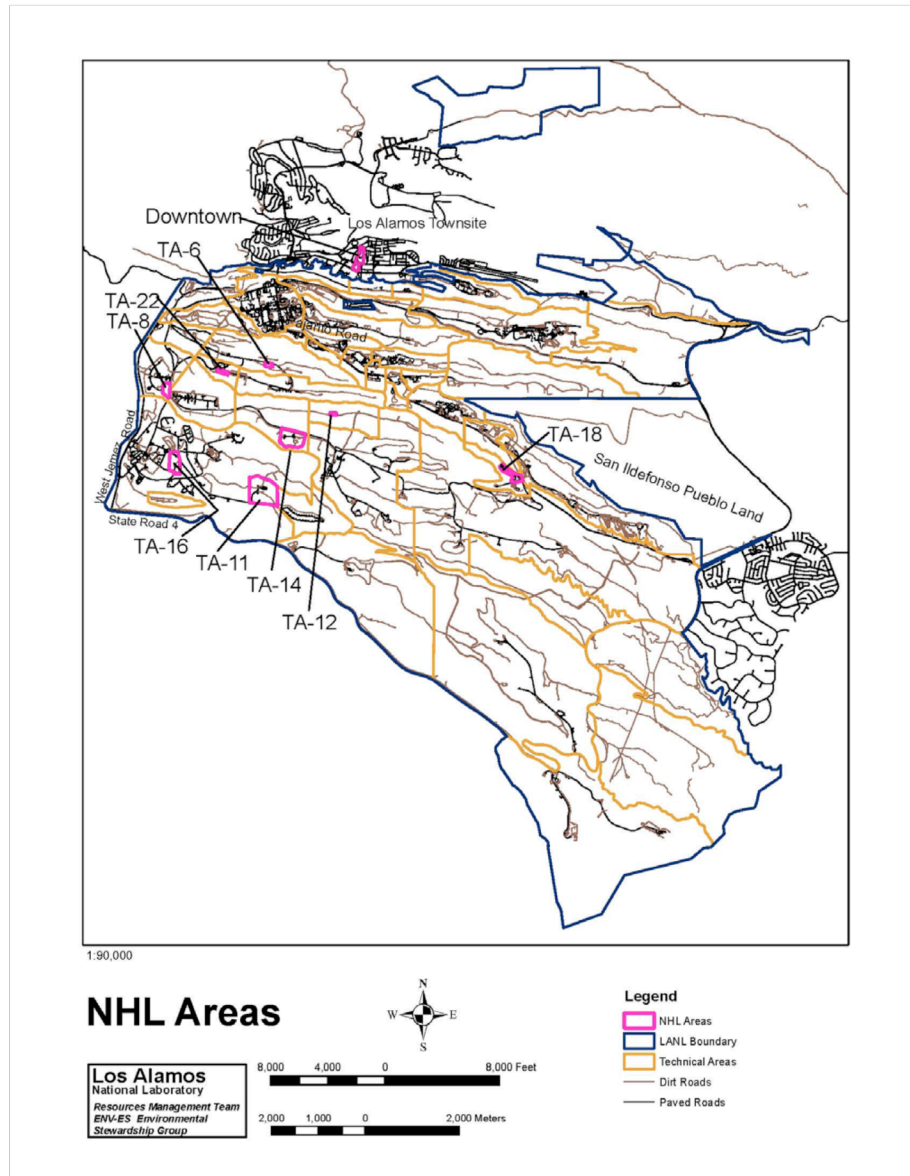 Downtown
Los Alamos Townsite
TA-6
TA-22
TA-8
Pajarito Road
TA-18
San Ildefonso Pueblo Land
West Jemez Road
State Road 4
TA-16
TA-11
TA-14
TA-12
1:90,000
NHL Areas
N
W E
S
Legend
NHL Areas
LANL Boundary
Technical Areas
Dirt Roads
Paved Roads
Los Alamos
National Laboratory
Resources Management Team
ENV-ES Environmental
Stewardship Group
8,000 4,000 0 8,000 Feet
2,000 1,000 0 2,000 Meters